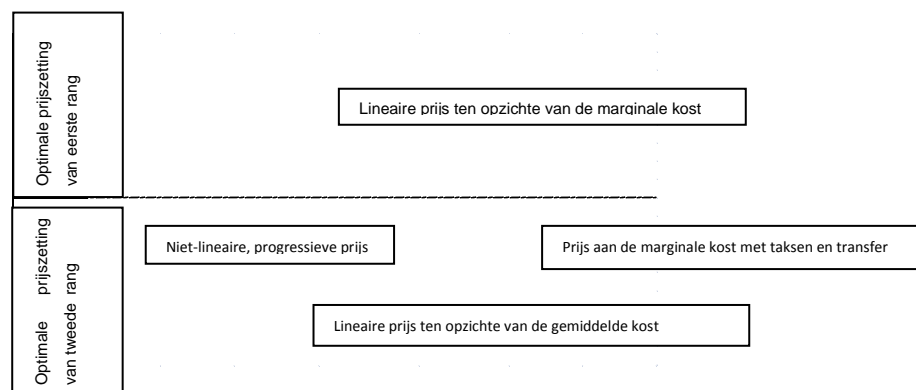 Optimale prijszetting
van eerste rang
Lineaire prijs ten opzichte van de marginale kost
Optimale prijszetting
van tweede rang
Niet-lineaire, progressieve prijs
Prijs aan de marginale kost met taksen en transfer
Lineaire prijs ten opzichte van de gemiddelde kost